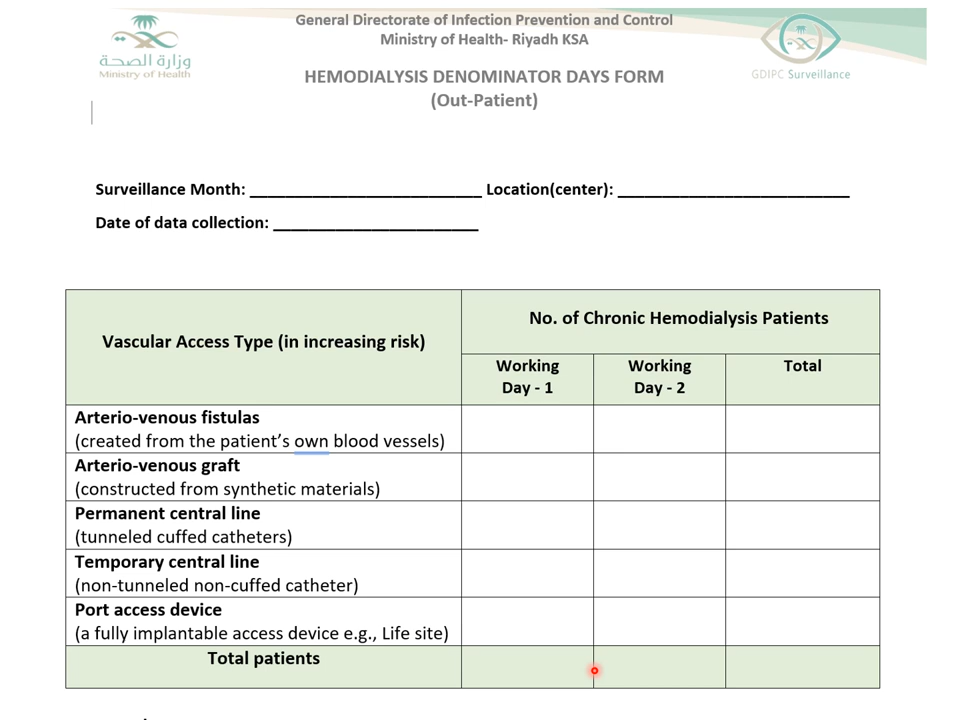 General Directorate of Infection Prevention and Control
Ministry of Health- Riyadh KSA
وزارة الصحة
Ministry of Health
GDIPC Surveillance
HEMODIALYSIS DENOMINATOR DAYS FORM
(Out-Patient)
Surveillance Month: __________________________ Location(center): __________________________
Date of data collection: _______________________
Vascular Access Type (in increasing risk)
No. of Chronic Hemodialysis Patients
Working
Day - 1
Working
Day - 2
Total
Arterio-venous fistulas
(created from the patient’s own blood vessels)
Arterio-venous graft
(constructed from synthetic materials)
Permanent central line
(tunneled cuffed catheters)
Temporary central line
(non-tunneled non-cuffed catheter)
Port access device
(a fully implantable access device e.g., Life site)
Total patients